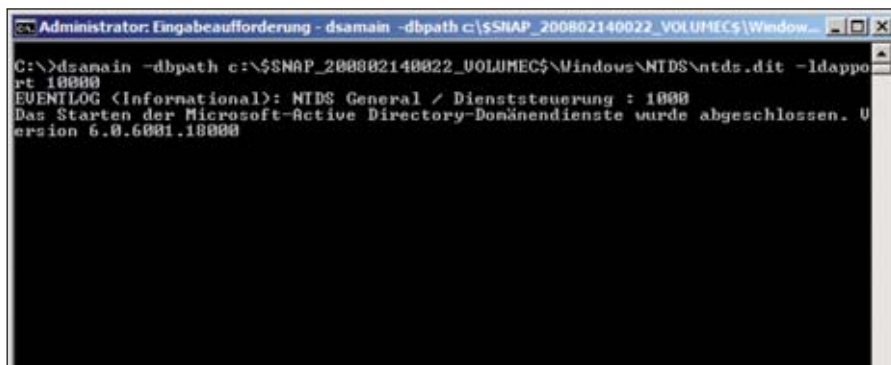 Administrator: Eingabeaufforderung - dsamain -dbpath c:\$SNAP_200802140022_VOLUMEC$\Window...
C:\>dsamain -dbpath c:\$SNAP_200802140022_VOLUMEC$\Windows\NTDS\ntds.dit -ldappo
rt 10000
EVENTLOG (Informational): NTDS General / Dienststeuerung : 1000
Das Starten der Microsoft-Active Directory-Domänendienste wurde abgeschlossen. V
ersion 6.0.6001.18000